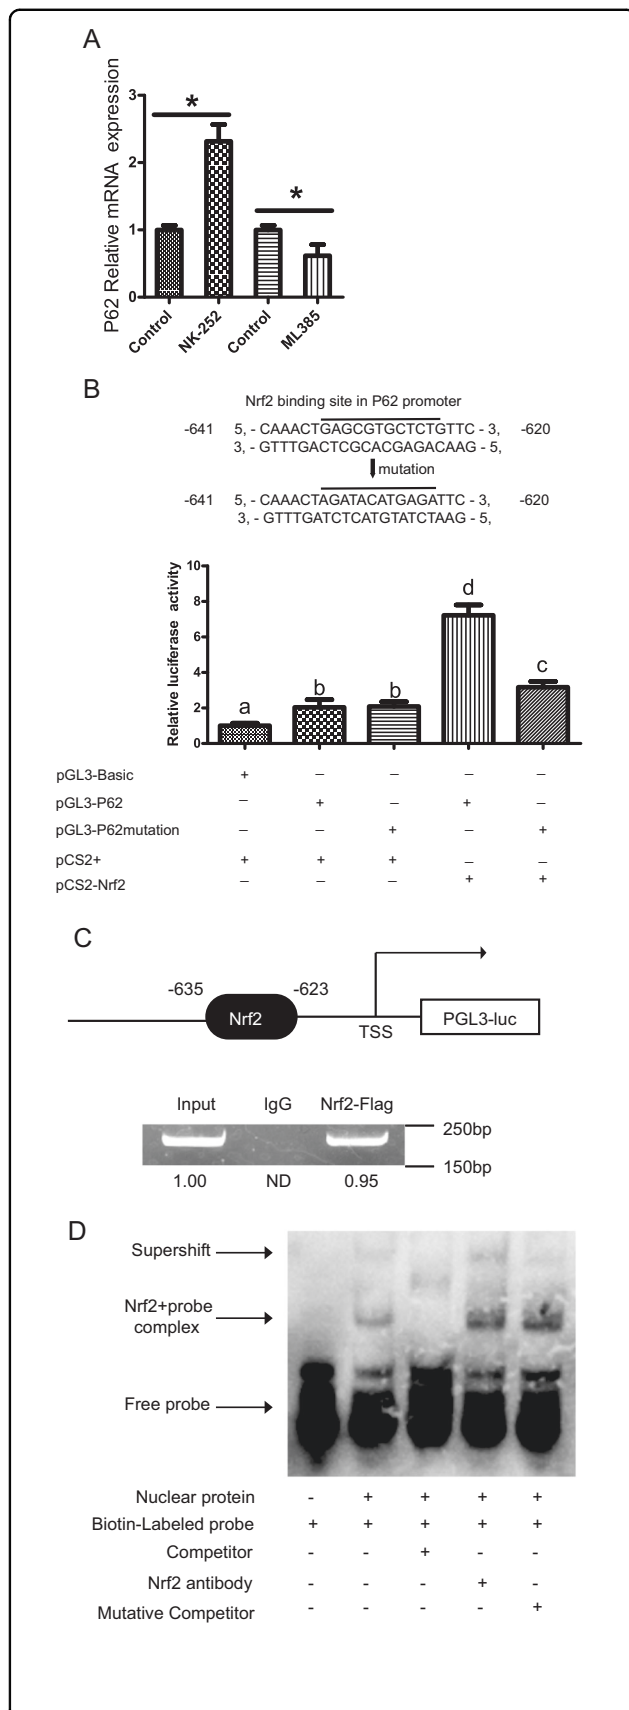 A
P62 Relative mRNA expression
3
2
1
0
*
*
Control
NK-252
Control
ML385
B
Nrf2 binding site in P62 promoter
-641 5, - CAAACTGAGCGTGCTCTGTTC - 3, -620
3, - GTTTGACTCGCACGAGACAAG - 5,
mutation
-641 5, - CAAACTAGATACATGAGATTC - 3, -620
3, - GTTTGATCTCATGTATCTAAG - 5,
Relative luciferase activity
10
8
6
4
2
0
a b b d c
pGL3-Basic + – – – –
pGL3-P62 – + – + –
pGL3-P62mutation – – + – +
pCS2+ + + + – –
pCS2-Nrf2 – – – + +
C
-635 -623
Nrf2
TSS
PGL3-luc
Input IgG Nrf2-Flag
250bp
150bp
1.00 ND 0.95
D
Supershift
Nrf2+probe
complex
Free probe
Nuclear protein - + + + +
Biotin-Labeled probe + + + + +
Competitor - - + - -
Nrf2 antibody - - - + -
Mutative Competitor - - - - +